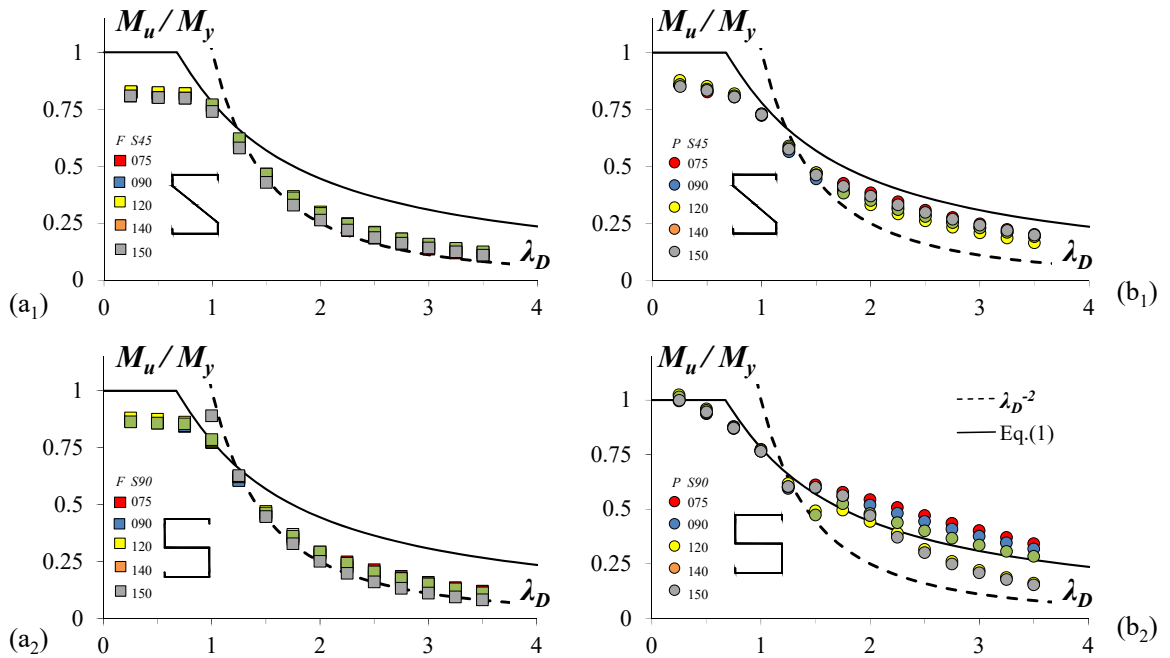 M_u / M_y
1
0.75
0.5
0.25
0
F S45
075
090
120
140
150
λ_D
0 1 2 3 4
(a₁)
M_u / M_y
1
0.75
0.5
0.25
0
P S45
075
090
120
140
150
λ_D
0 1 2 3 4
(b₁)
M_u / M_y
1
0.75
0.5
0.25
0
F S90
075
090
120
140
150
λ_D
0 1 2 3 4
(a₂)
M_u / M_y
1
0.75
0.5
0.25
0
λ_D⁻²
Eq.(1)
P S90
075
090
120
140
150
λ_D
0 1 2 3 4
(b₂)